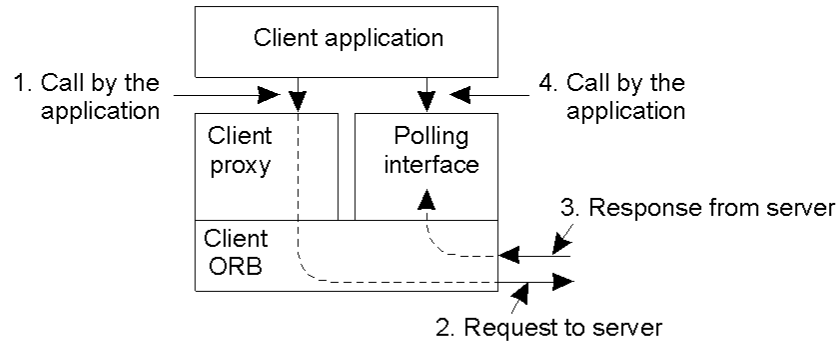 Client application
1. Call by the
application
4. Call by the
application
Client
proxy
Polling
interface
3. Response from server
Client
ORB
2. Request to server